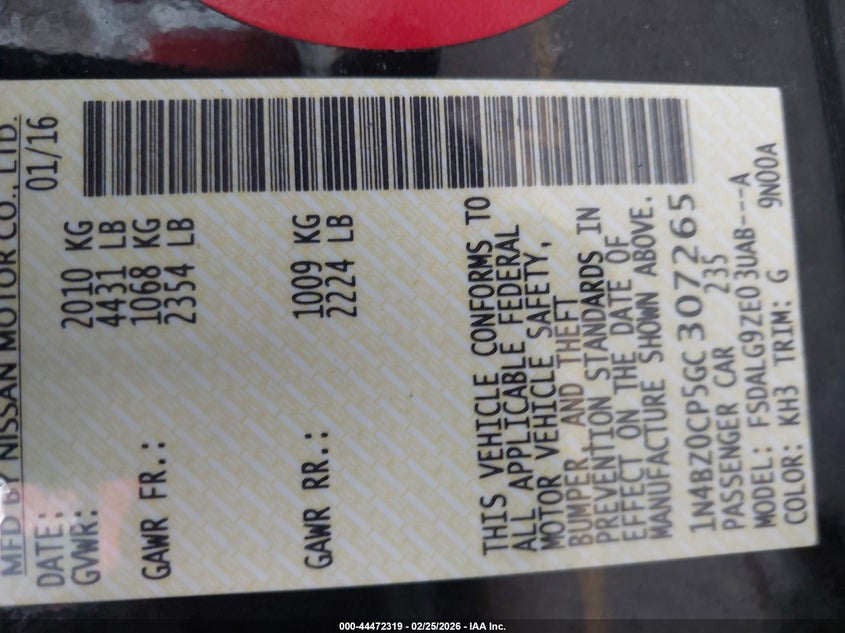 MFD BY NISSAN MOTOR CO., LTD.
DATE: 01/16
GVWR: 2010 KG
4431 LB
GAWR FR.: 1068 KG
2354 LB
GAWR RR.: 1009 KG
2224 LB
THIS VEHICLE CONFORMS TO
ALL APPLICABLE FEDERAL
MOTOR VEHICLE SAFETY,
BUMPER, AND THEFT
PREVENTION STANDARDS IN
EFFECT ON THE DATE OF
MANUFACTURE SHOWN ABOVE.
1N4BZ0CP5GC307265
PASSENGER CAR 235
MODEL: FSDALG9ZE03UAB---A
COLOR: KH3 TRIM: G 9N00A
000-44472319 - 02/25/2026 - IAA Inc.